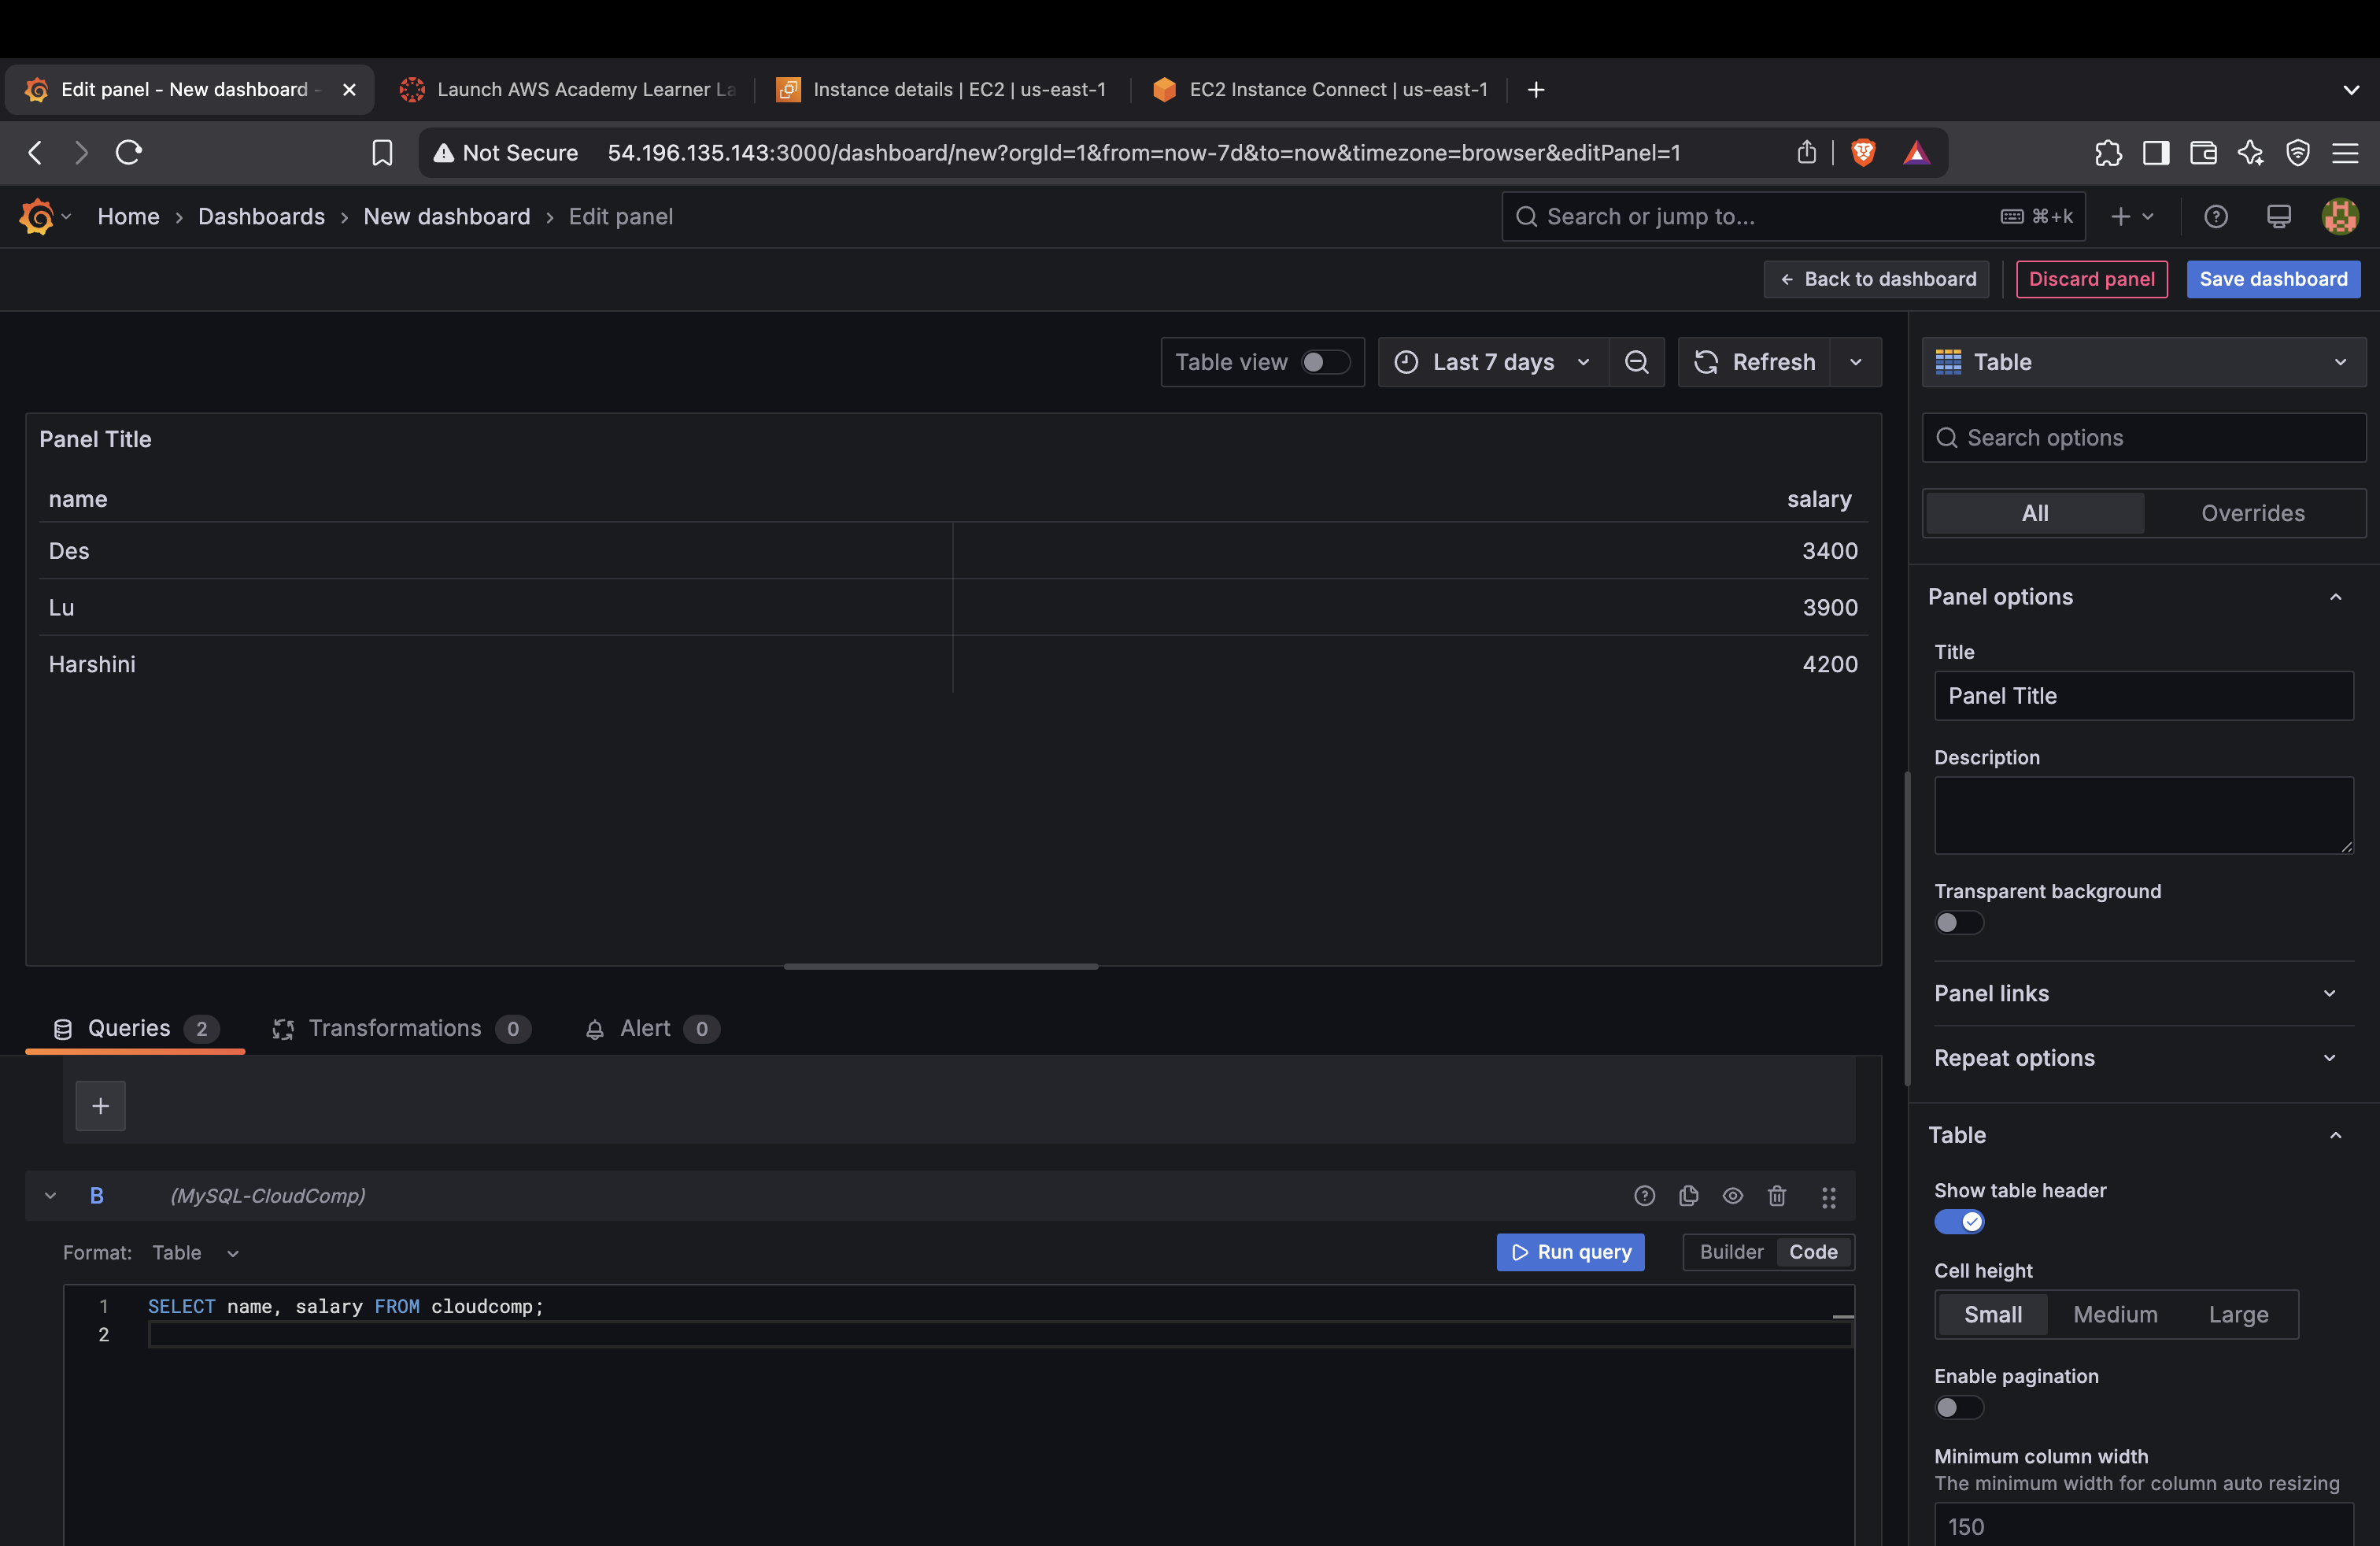 Edit panel - New dashboard -
Launch AWS Academy Learner La
Instance details | EC2 | us-east-1
EC2 Instance Connect | us-east-1
Not Secure 54.196.135.143:3000/dashboard/new?orgId=1&from=now-7d&to=now&timezone=browser&editPanel=1
Home › Dashboards › New dashboard › Edit panel
Search or jump to... ⌘+k
← Back to dashboard
Discard panel
Save dashboard
Table view
Last 7 days
Refresh
Table
Search options
All Overrides
Panel Title
name salary
Des 3400
Lu 3900
Harshini 4200
Panel options
Title
Panel Title
Description
Transparent background
Panel links
Repeat options
Table
Show table header
Cell height
Small Medium Large
Enable pagination
Minimum column width
The minimum width for column auto resizing
150
Queries 2 Transformations 0 Alert 0
B (MySQL-CloudComp)
Format: Table Run query Builder Code
1 SELECT name, salary FROM cloudcomp;
2